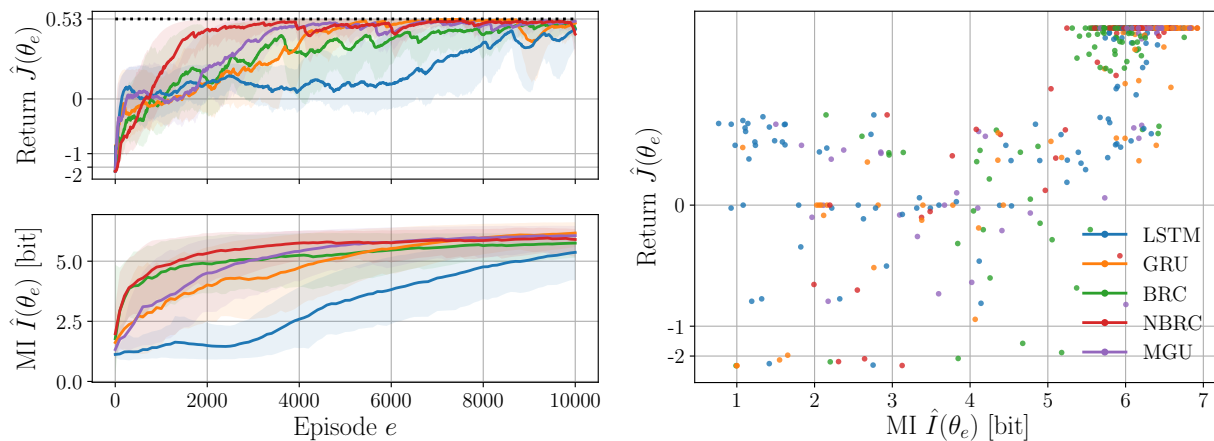 Return Ĵ(θₑ)
0.53
0
-1
-2
MI Î(θₑ) [bit]
5.0
2.5
0.0
0
2000
4000
6000
8000
10000
Episode e
Return Ĵ(θₑ)
0
-1
-2
LSTM
GRU
BRC
NBRC
MGU
1
2
3
4
5
6
7
MI Î(θₑ) [bit]